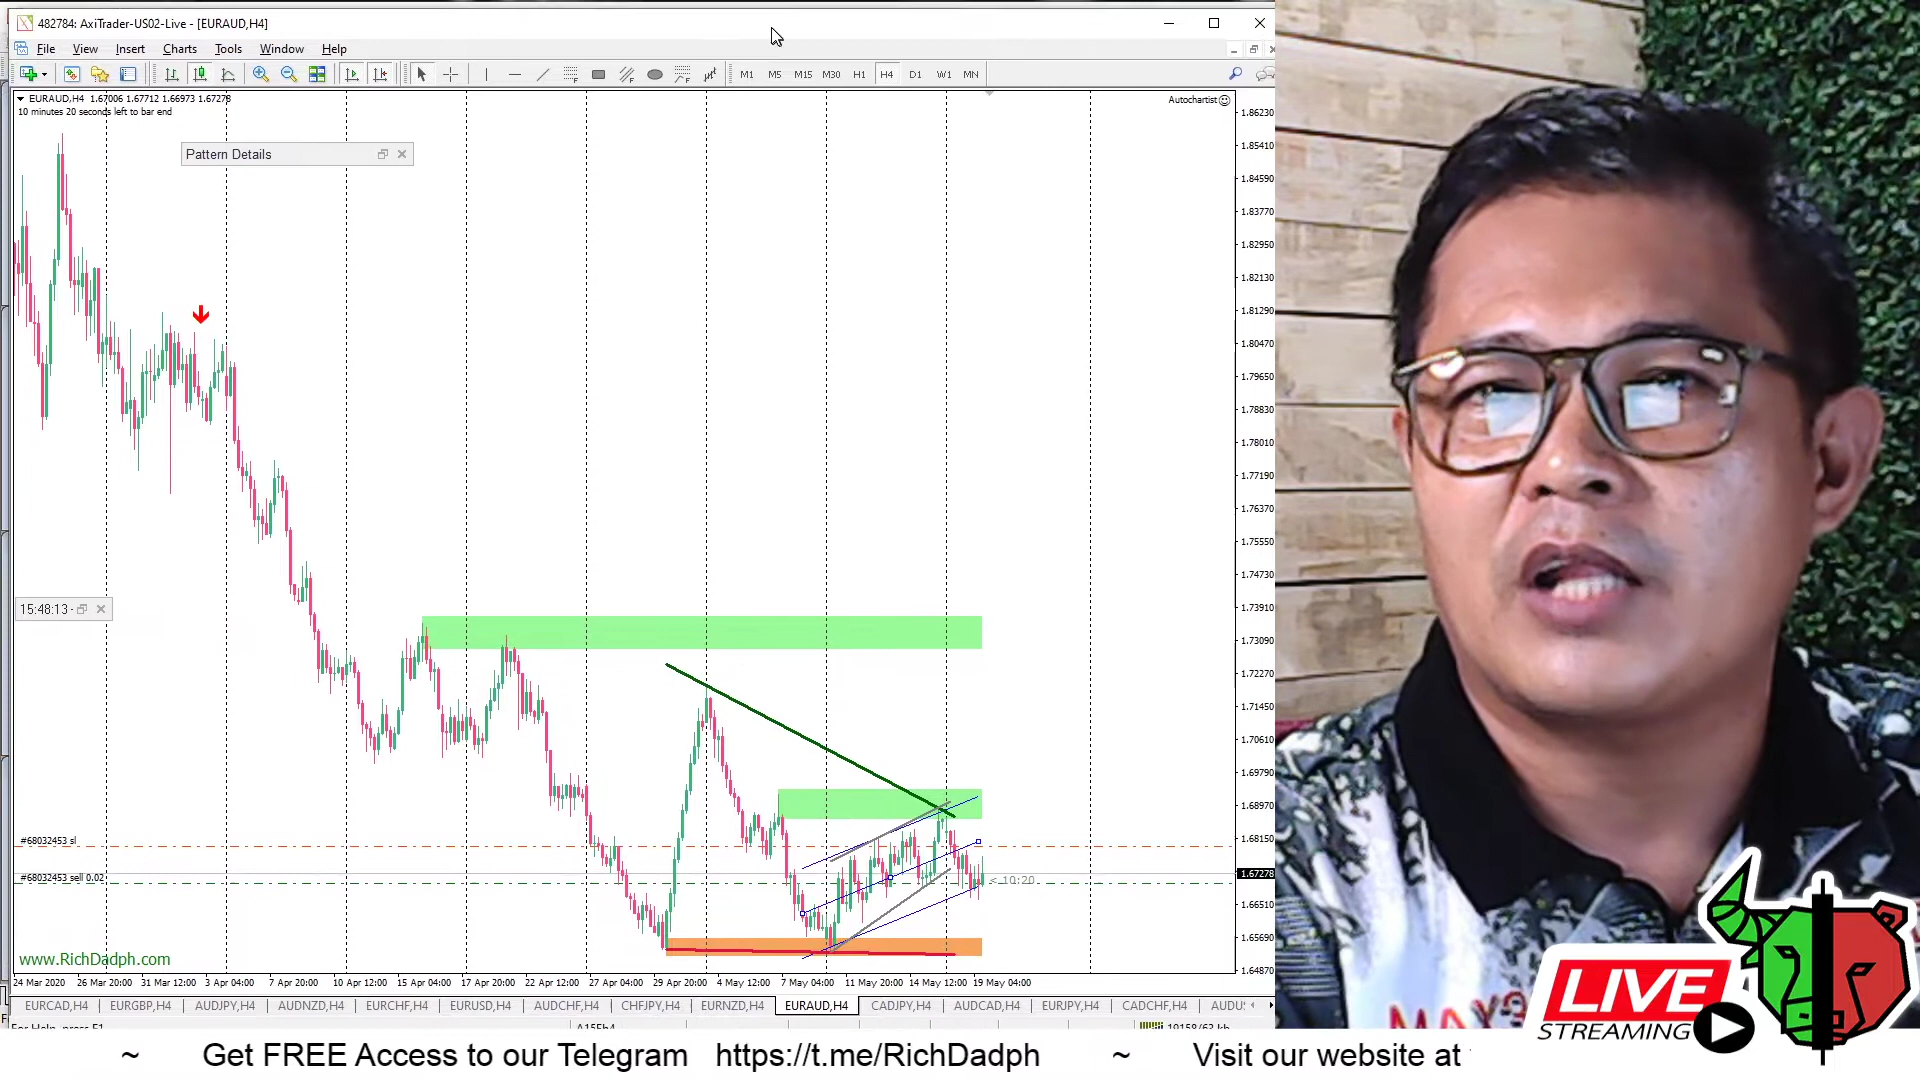 482784: AxiTrader-US02-Live - [EURAUD,H4]
File View Insert Charts Tools Window Help
M1 M5 M15 M30 H1 H4 D1 W1 MN
EURAUD,H4 1.67006 1.67712 1.66973 1.67278
10 minutes 20 seconds left to bar end
Autochartist
Pattern Details
15:48:13 -
1.86230
1.85410
1.84590
1.83770
1.82950
1.82130
1.81290
1.80470
1.79650
1.78830
1.78010
1.77190
1.76370
1.75550
1.74730
1.73910
1.73090
1.72270
1.71450
1.70610
1.69790
1.68970
1.68150
1.67278
1.66510
1.65690
1.64870
#68032453 sl
#68032453 sell 0.02
< 10:20
www.RichDadph.com
24 Mar 2020 26 Mar 20:00 31 Mar 12:00 3 Apr 04:00 7 Apr 20:00 10 Apr 12:00 15 Apr 04:00 17 Apr 20:00 22 Apr 12:00 27 Apr 04:00 29 Apr 20:00 4 May 12:00 7 May 04:00 11 May 20:00 14 May 12:00 19 May 04:00
EURCAD,H4 EURGBP,H4 AUDJPY,H4 AUDNZD,H4 EURCHF,H4 EURUSD,H4 AUDCHF,H4 CHFJPY,H4 EURNZD,H4 EURAUD,H4 CADJPY,H4 AUDCAD,H4 EURJPY,H4 CADCHF,H4 AUDU
For Help, press F1
LIVE
STREAMING
~ Get FREE Access to our Telegram https://t.me/RichDadph ~ Visit our website at